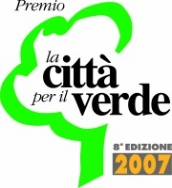 Premio
la
città
per il verde
8ª EDIZIONE
2007